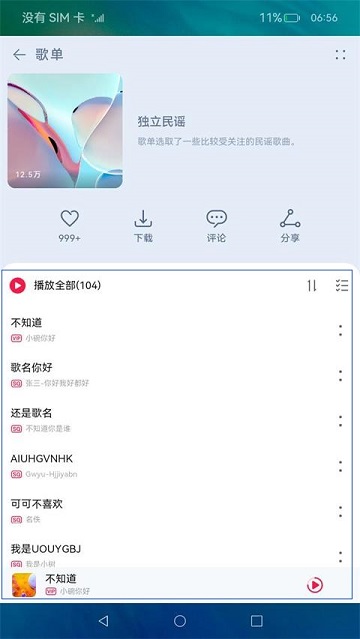 没有 SIM 卡
11%
06:56
歌单
独立民谣
歌单选取了一些比较受关注的民谣歌曲。
12.5万
999+
下载
评论
分享
播放全部(104)
不知道
VIP 小碗你好
歌名你好
SQ 张三-你好我好都好
还是歌名
SQ 不知道你是谁
AIUHGVNHK
SQ Gwyu-Hjjiyabn
可可不喜欢
SQ 名佚
我是UOUYGBJ
SQ 我是小树
不知道
VIP 小碗你好